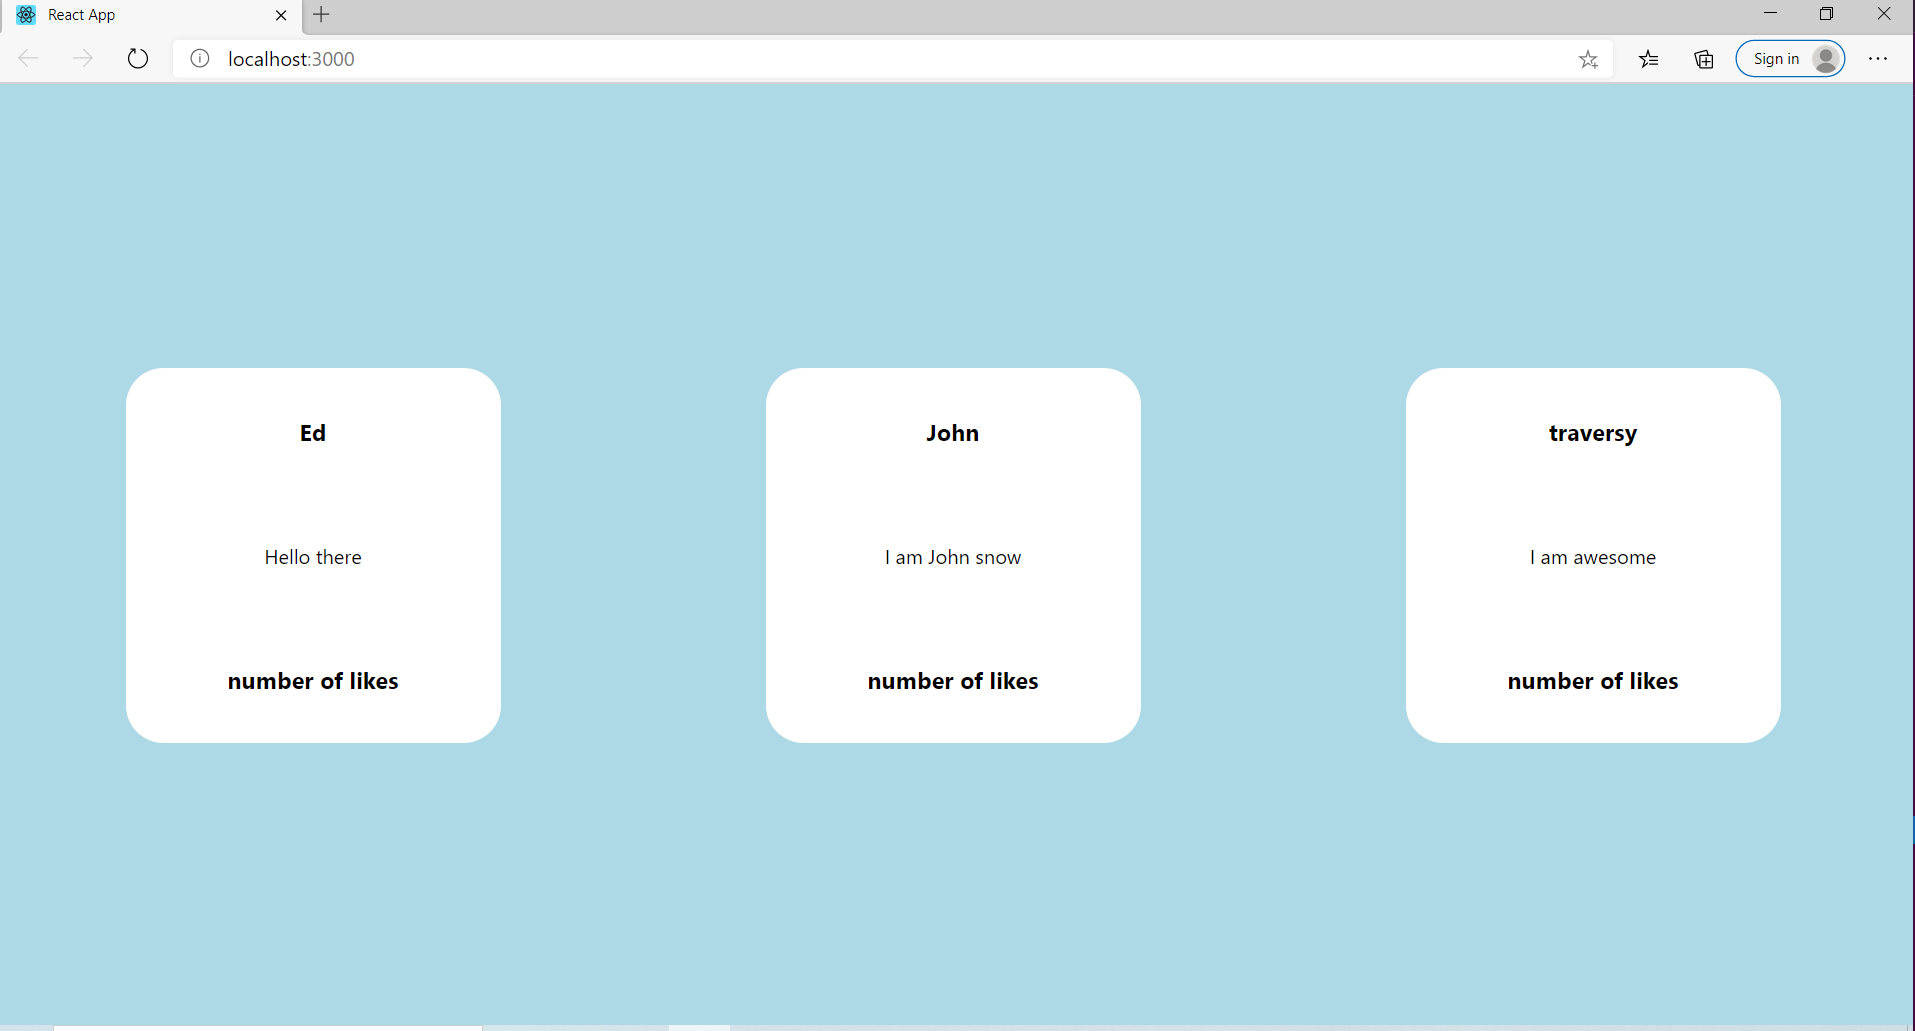 React App
localhost:3000
Sign in
Ed
Hello there
number of likes
John
I am John snow
number of likes
traversy
I am awesome
number of likes